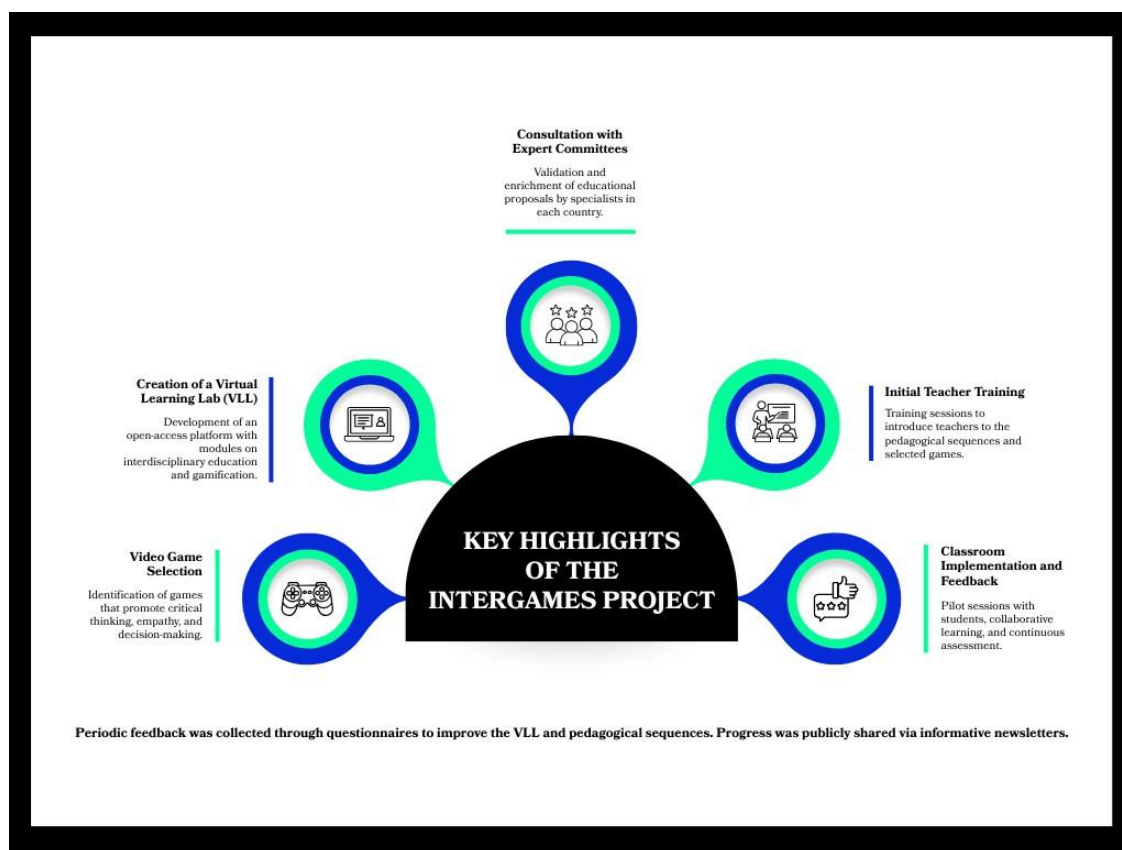 Consultation with
Expert Committees
Validation and
enrichment of educational
proposals by specialists in
each country.
Creation of a Virtual
Learning Lab (VLL)
Development of an
open-access platform with
modules on
interdisciplinary education
and gamification.
Initial Teacher Training
Training sessions to
introduce teachers to the
pedagogical sequences and
selected games.
Video Game
Selection
Identification of games
that promote critical
thinking, empathy, and
decision-making.
KEY HIGHLIGHTS
OF THE
INTERGAMES PROJECT
Classroom
Implementation and
Feedback
Pilot sessions with
students, collaborative
learning, and continuous
assessment.
Periodic feedback was collected through questionnaires to improve the VLL and pedagogical sequences. Progress was publicly shared via informative newsletters.